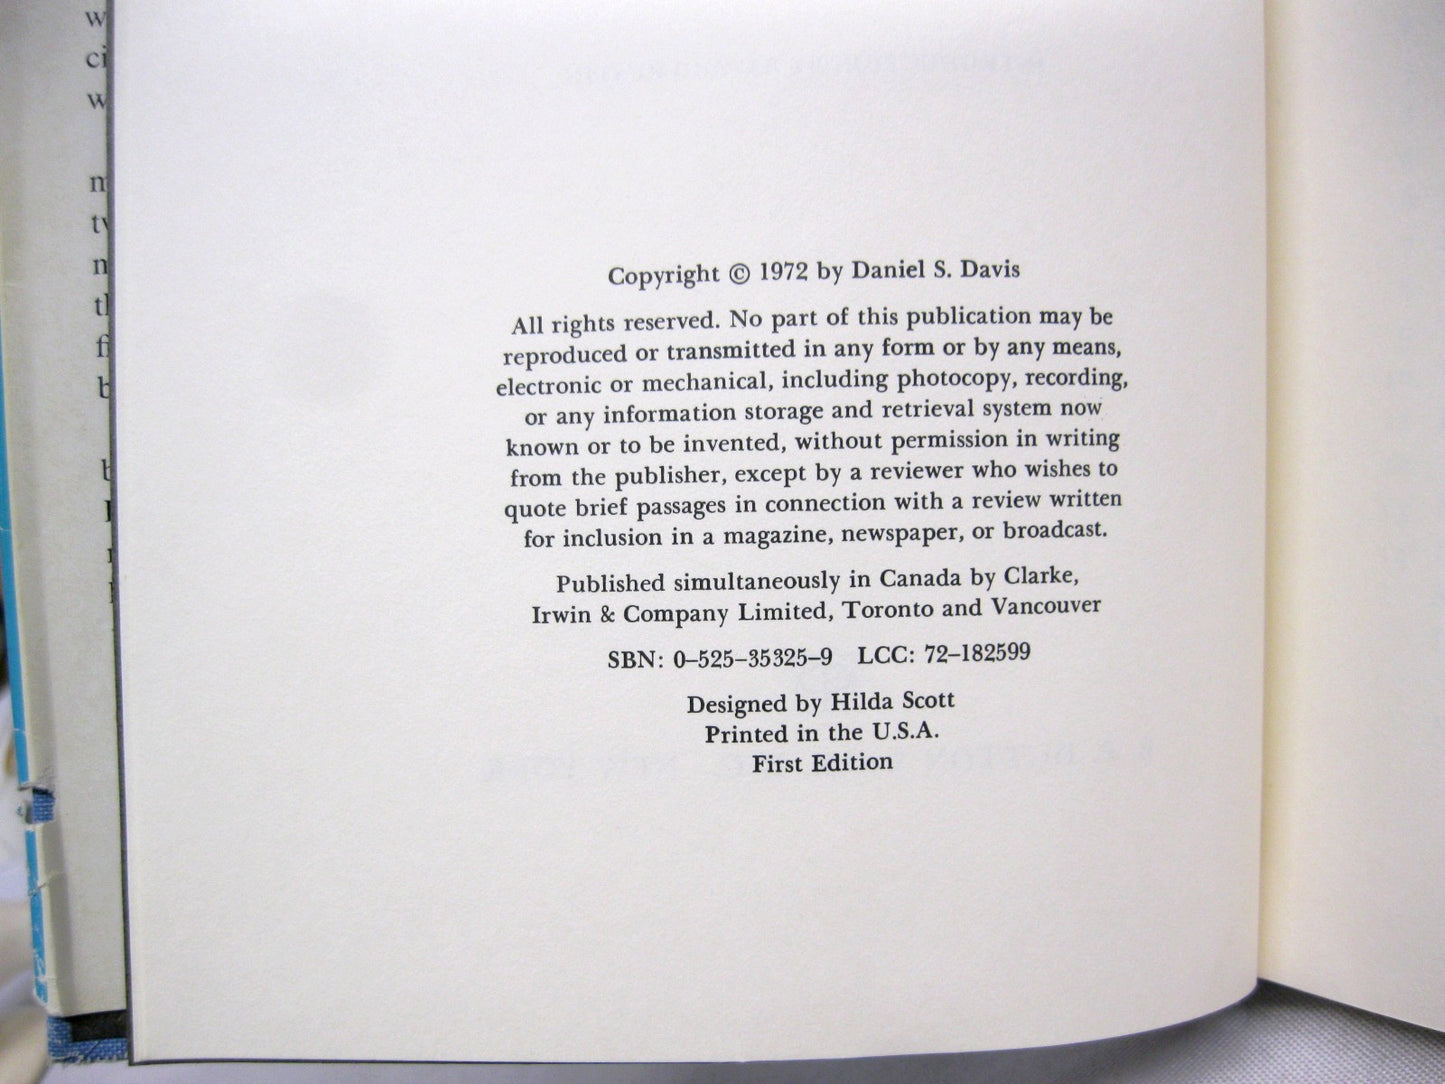 Copyright © 1972 by Daniel S. Davis
All rights reserved. No part of this publication may be
reproduced or transmitted in any form or by any means,
electronic or mechanical, including photocopy, recording,
or any information storage and retrieval system now
known or to be invented, without permission in writing
from the publisher, except by a reviewer who wishes to
quote brief passages in connection with a review written
for inclusion in a magazine, newspaper, or broadcast.
Published simultaneously in Canada by Clarke,
Irwin & Company Limited, Toronto and Vancouver
SBN: 0–525–35325–9 LCC: 72–182599
Designed by Hilda Scott
Printed in the U.S.A.
First Edition